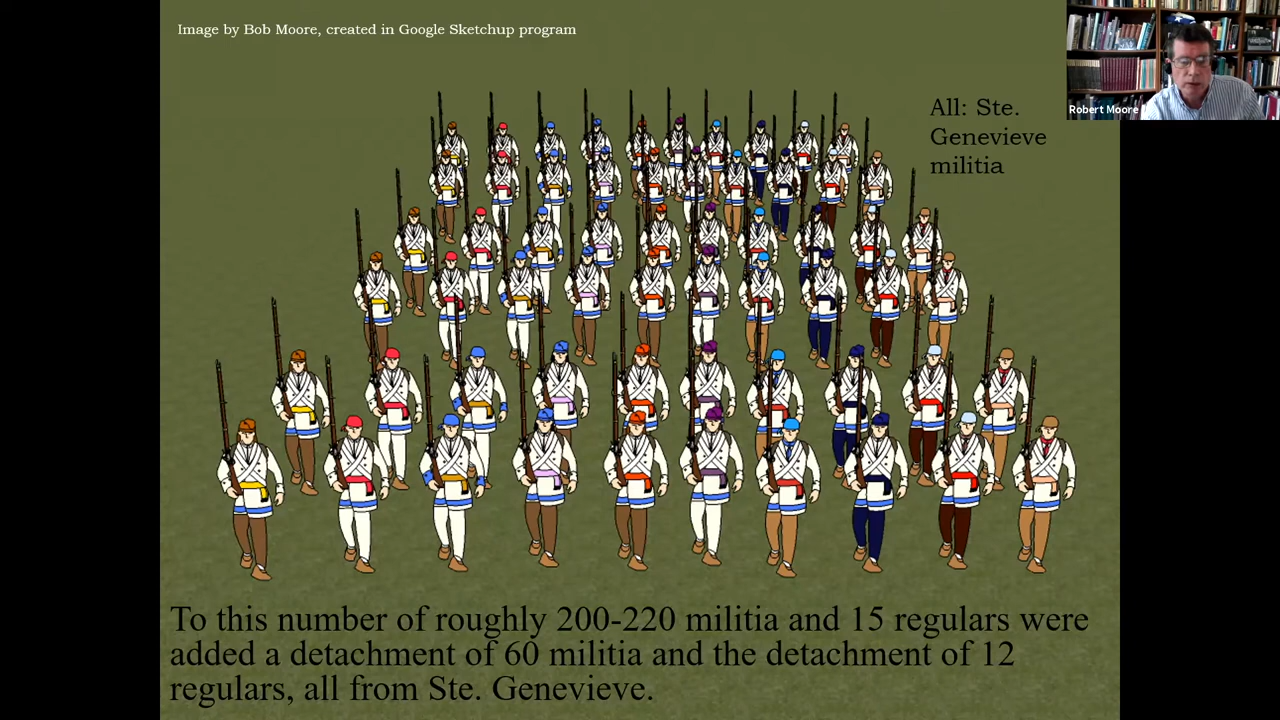 Image by Bob Moore, created in Google Sketchup program
Robert Moore
All: Ste.
Genevieve
militia
To this number of roughly 200-220 militia and 15 regulars were
added a detachment of 60 militia and the detachment of 12
regulars, all from Ste. Genevieve.